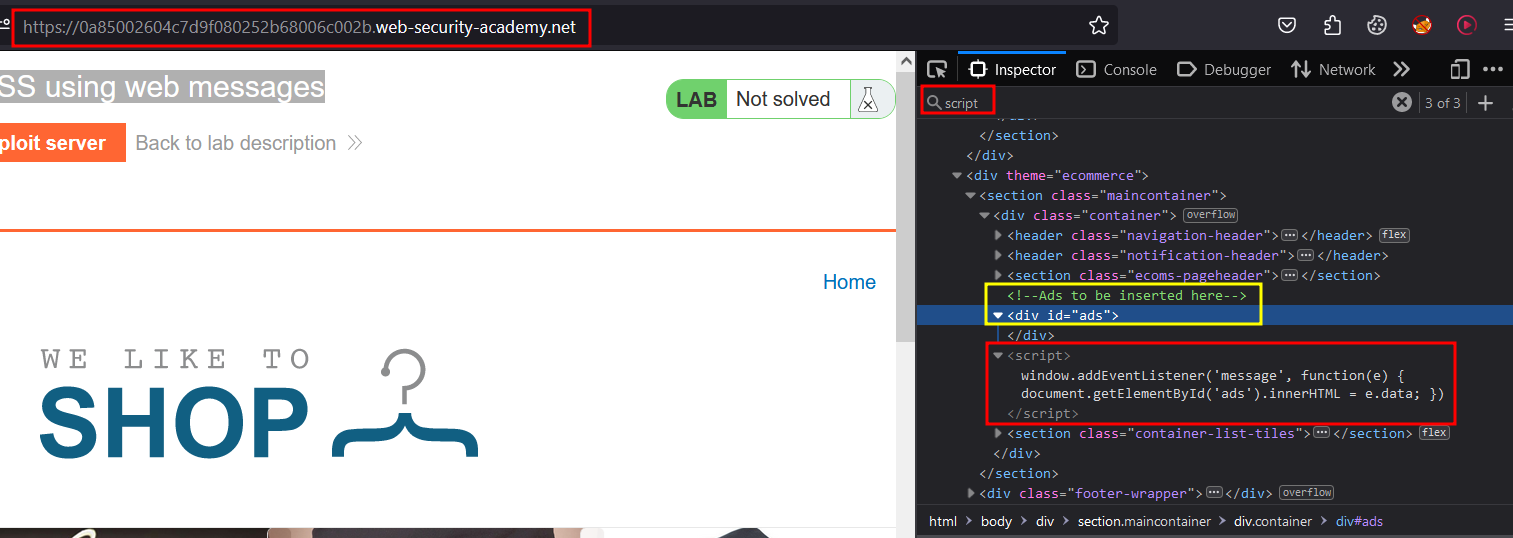 https://0a85002604c7d9f080252b68006c002b.web-security-academy.net
SS using web messages
LAB Not solved
ploit server Back to lab description
Home
WE LIKE TO
SHOP
Inspector Console Debugger Network
script 3 of 3
</section>
</div>
<div theme="ecommerce">
<section class="maincontainer">
<div class="container"> overflow
<header class="navigation-header"></header> flex
<header class="notification-header"></header>
<section class="ecoms-pageheader"></section>
<!--Ads to be inserted here-->
<div id="ads">
</div>
<script>
window.addEventListener('message', function(e) {
document.getElementById('ads').innerHTML = e.data; })
</script>
<section class="container-list-tiles"></section> flex
</div>
</section>
<div class="footer-wrapper"></div> overflow
html > body > div > section.maincontainer > div.container > div#ads